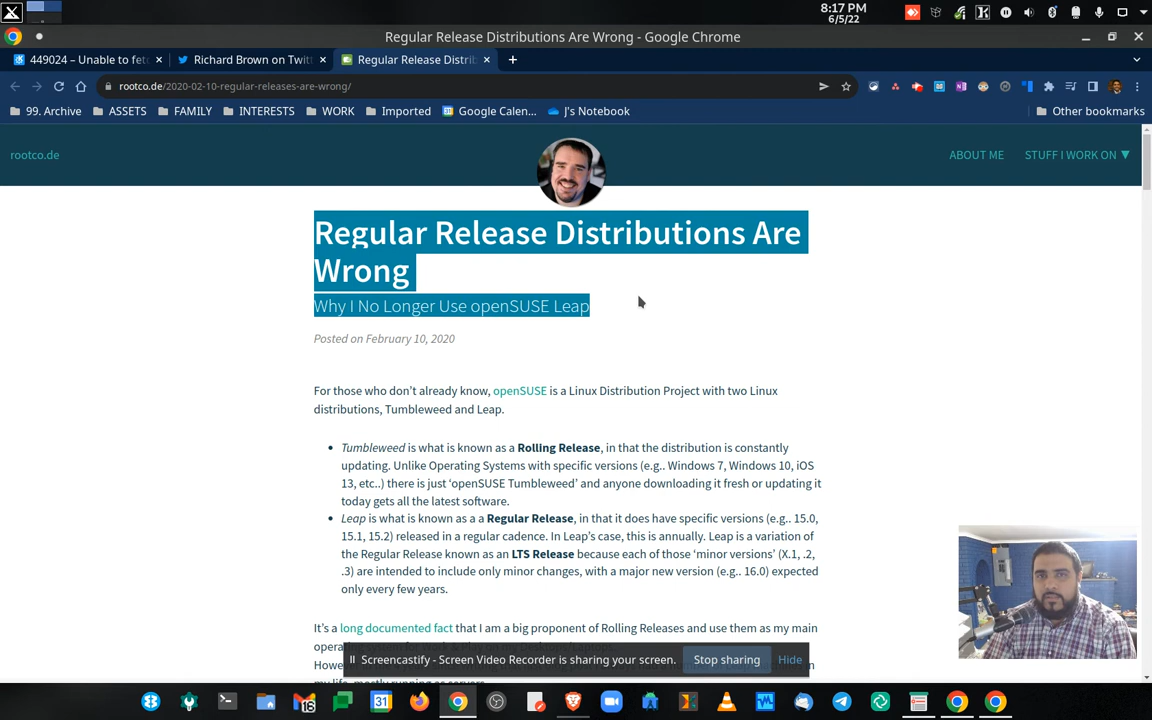 8:17 PM
6/5/22
Regular Release Distributions Are Wrong - Google Chrome
449024 – Unable to fetc
Richard Brown on Twitt
Regular Release Distrib
rootco.de/2020-02-10-regular-releases-are-wrong/
99. Archive
ASSETS
FAMILY
INTERESTS
WORK
Imported
Google Calen...
J's Notebook
Other bookmarks
rootco.de
ABOUT ME
STUFF I WORK ON ▼
Regular Release Distributions Are
Wrong
Why I No Longer Use openSUSE Leap
Posted on February 10, 2020
For those who don't already know, openSUSE is a Linux Distribution Project with two Linux
distributions, Tumbleweed and Leap.
• Tumbleweed is what is known as a Rolling Release, in that the distribution is constantly
updating. Unlike Operating Systems with specific versions (e.g.. Windows 7, Windows 10, iOS
13, etc..) there is just 'openSUSE Tumbleweed' and anyone downloading it fresh or updating it
today gets all the latest software.
• Leap is what is known as a a Regular Release, in that it does have specific versions (e.g.. 15.0,
15.1, 15.2) released in a regular cadence. In Leap's case, this is annually. Leap is a variation of
the Regular Release known as an LTS Release because each of those 'minor versions' (X.1, .2,
.3) are intended to include only minor changes, with a major new version (e.g.. 16.0) expected
only every few years.
It's a long documented fact that I am a big proponent of Rolling Releases and use them as my main
Screencastify - Screen Video Recorder is sharing your screen.
Stop sharing
Hide
16
31